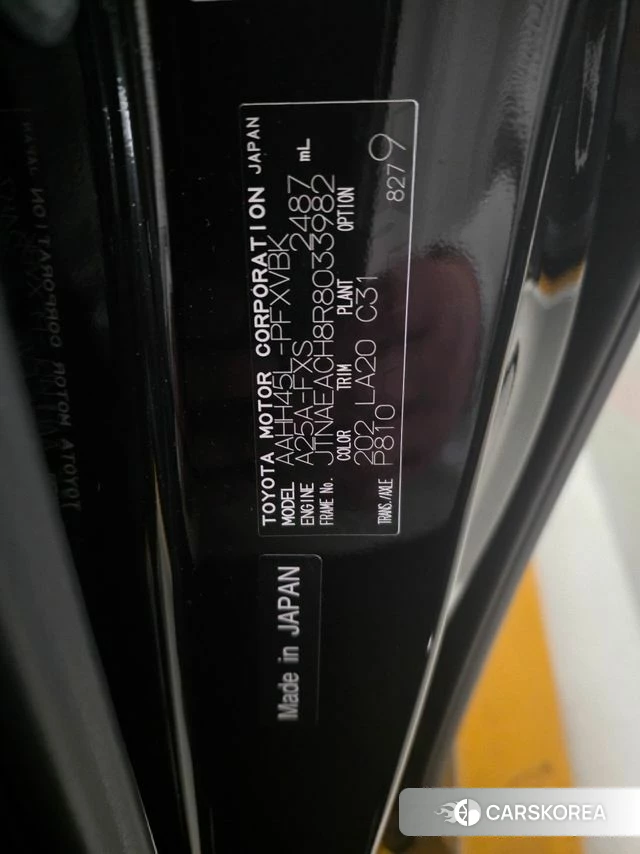 TOYOTA MOTOR CORPORATION JAPAN
MODEL AAHH45L-PFXVBK
ENGINE A25A-FXS 2487 mL
FRAME No. JTNAEACH8R8033982
COLOR TRIM PLANT OPTION
202 LA20 C31
TRANS./AXLE P810 8279
Made in JAPAN
CARSKOREA